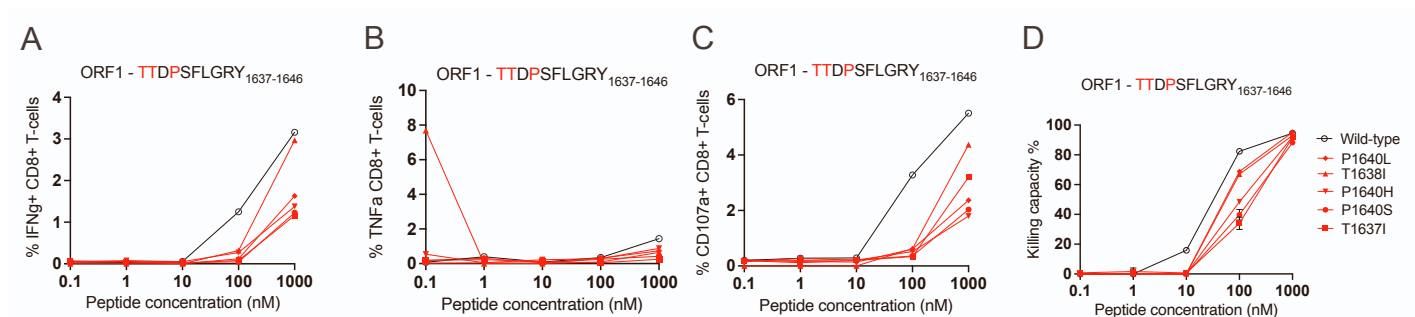 A
ORF1 - TTDPSFLGRY1637-1646
% IFNg+ CD8+ T-cells
4
3
2
1
0
0.1
1
10
100
1000
Peptide concentration (nM)
B
ORF1 - TTDPSFLGRY1637-1646
% TNFa CD8+ T-cells
10
8
6
4
2
0
0.1
1
10
100
1000
Peptide concentration (nM)
C
ORF1 - TTDPSFLGRY1637-1646
% CD107a+ CD8+ T-cells
6
4
2
0
0.1
1
10
100
1000
Peptide concentration (nM)
D
ORF1 - TTDPSFLGRY1637-1646
Killing capacity %
100
80
60
40
20
0
0.1
1
10
100
1000
Peptide concentration (nM)
Wild-type
P1640L
T1638I
P1640H
P1640S
T1637I